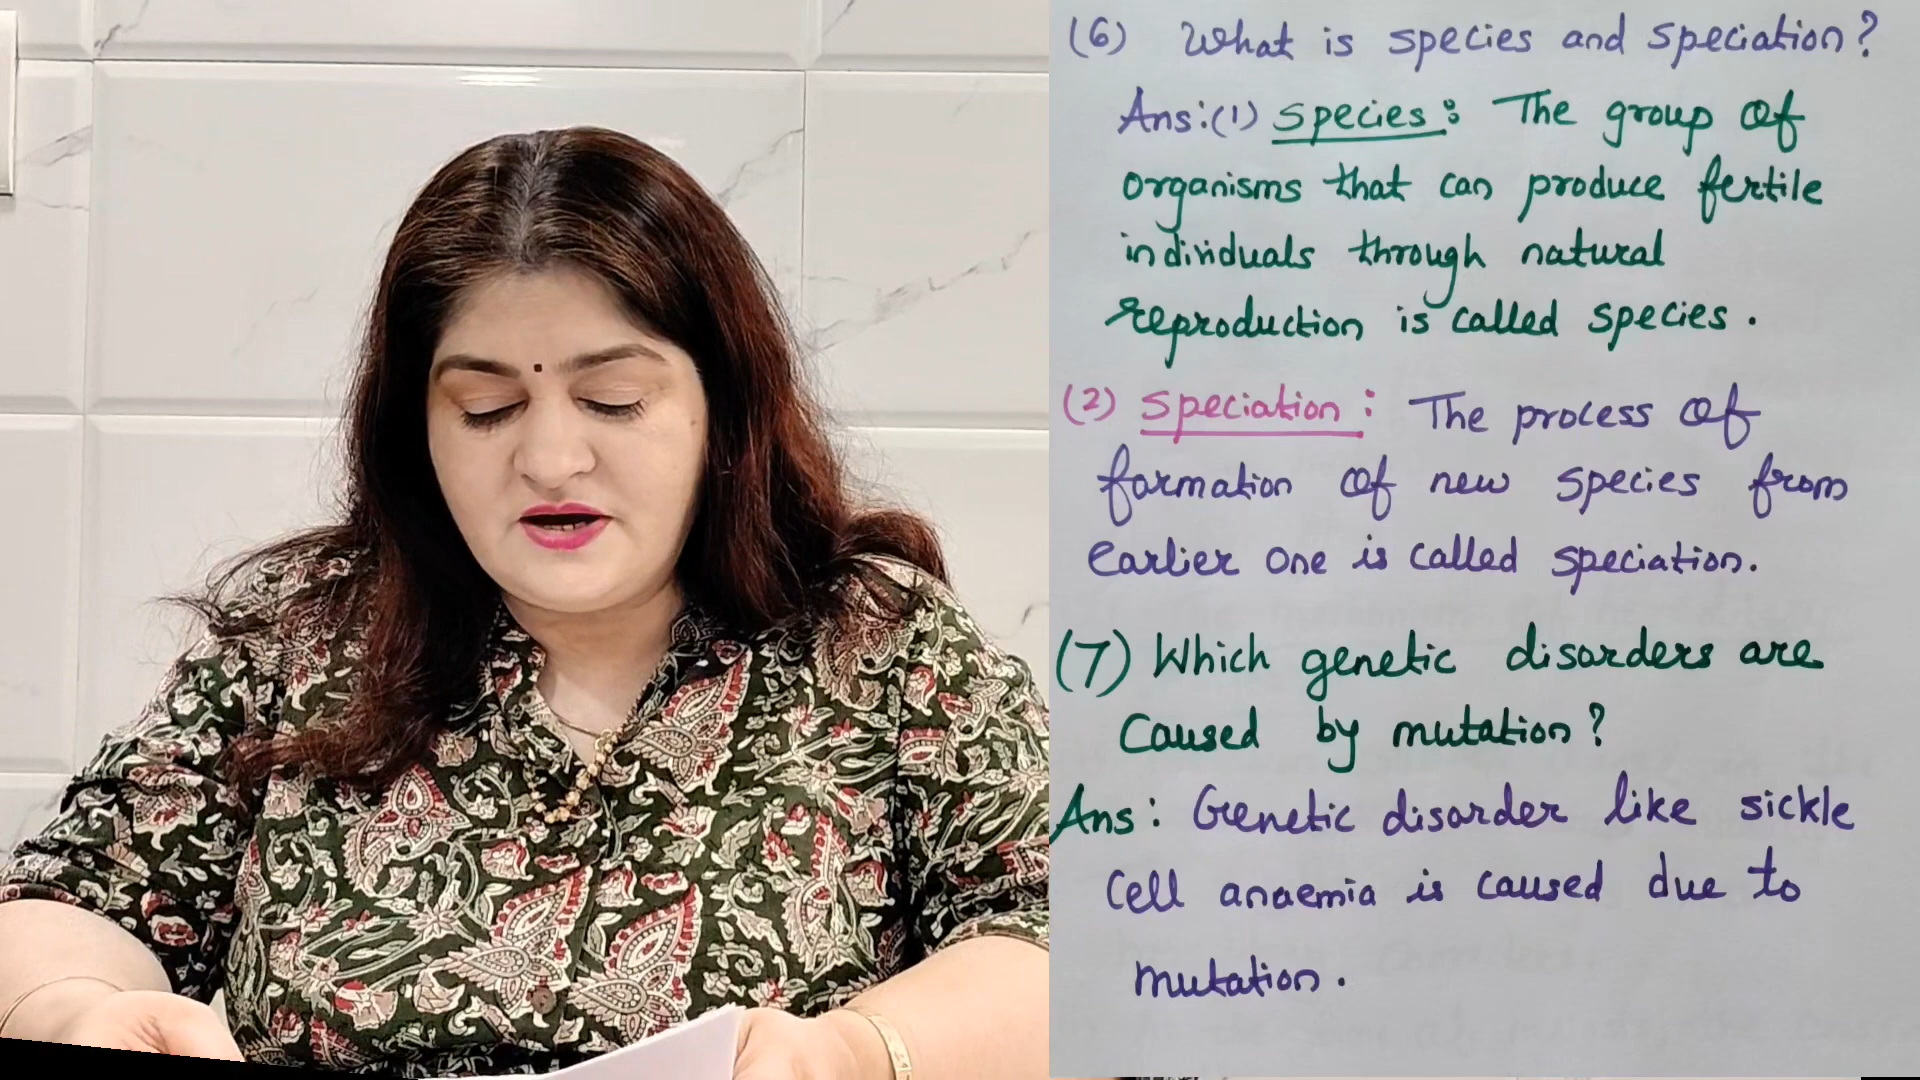 (6) What is species and speciation?
Ans:(1) Species: The group of
organisms that can produce fertile
individuals through natural
reproduction is called species.
(2) Speciation: The process of
formation of new species from
earlier one is called speciation.
(7) Which genetic disorders are
caused by mutation?
Ans: Genetic disorder like sickle
cell anaemia is caused due to
mutation.